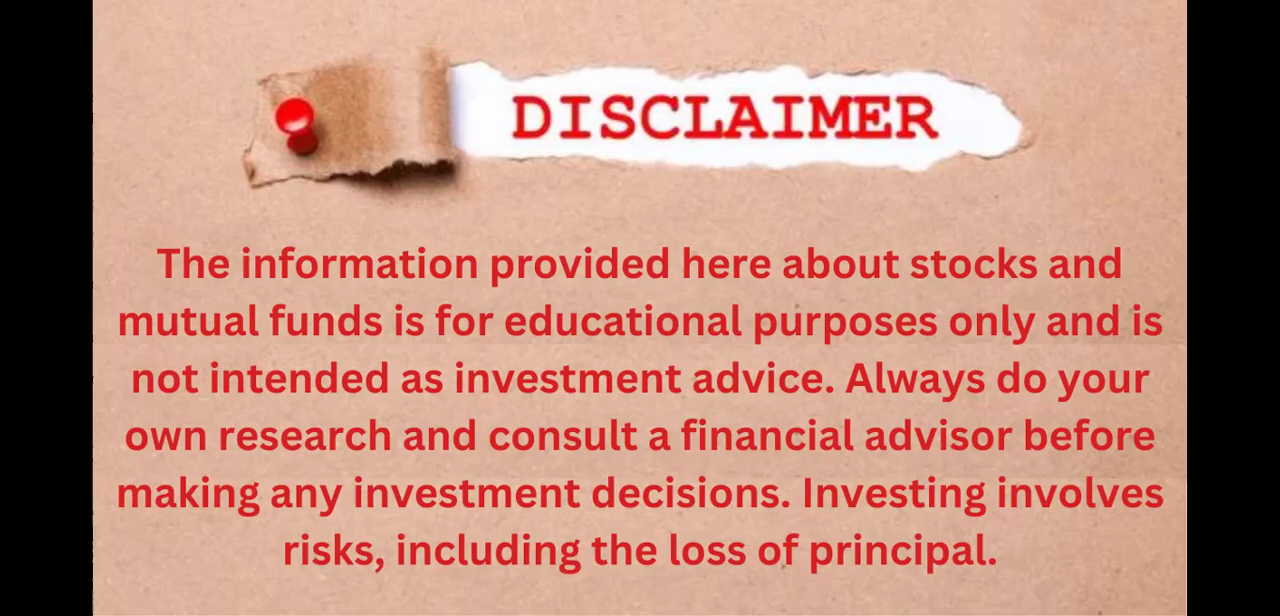 DISCLAIMER
The information provided here about stocks and
mutual funds is for educational purposes only and is
not intended as investment advice. Always do your
own research and consult a financial advisor before
making any investment decisions. Investing involves
risks, including the loss of principal.